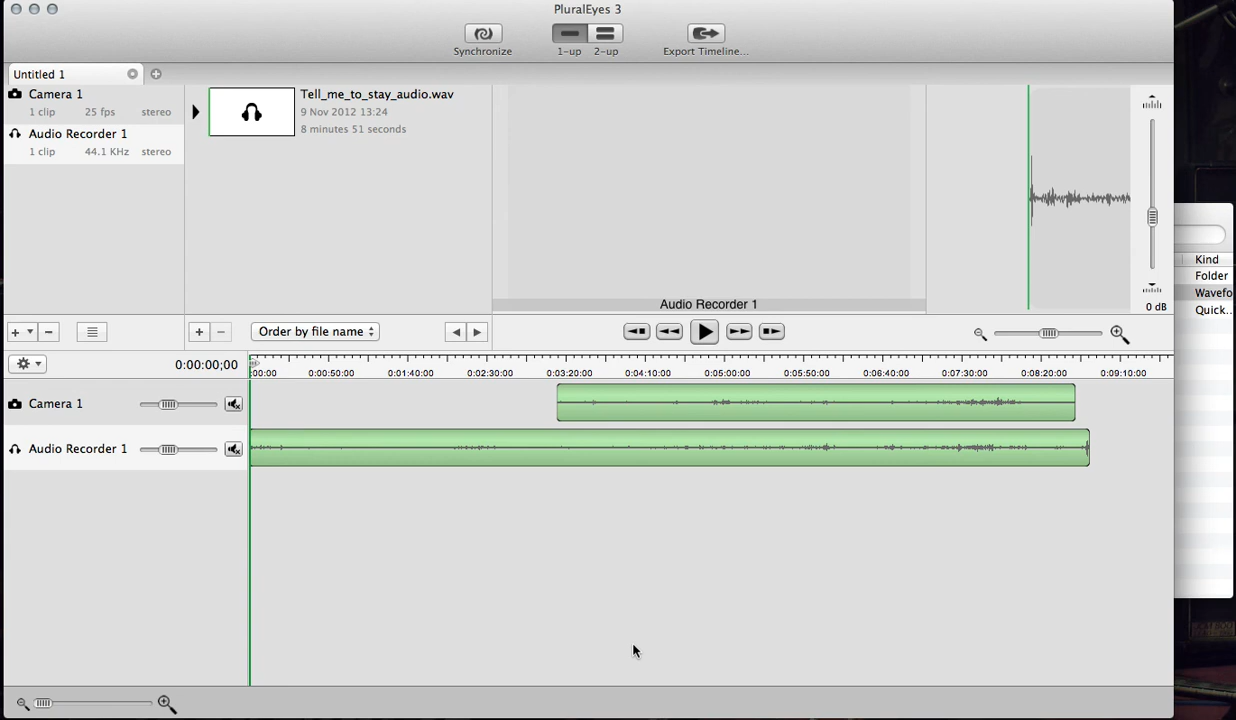 PluralEyes 3
Synchronize
1-up
2-up
Export Timeline...
Untitled 1
Camera 1
1 clip 25 fps stereo
Audio Recorder 1
1 clip 44.1 KHz stereo
Tell_me_to_stay_audio.wav
9 Nov 2012 13:24
8 minutes 51 seconds
Audio Recorder 1
0 dB
Kind
Folder
Wavefo
Quick..
Order by file name
0:00:00;00
:00:00 0:00:50:00 0:01:40:00 0:02:30:00 0:03:20:00 0:04:10:00 0:05:00:00 0:05:50:00 0:06:40:00 0:07:30:00 0:08:20:00 0:09:10:00
Camera 1
Audio Recorder 1